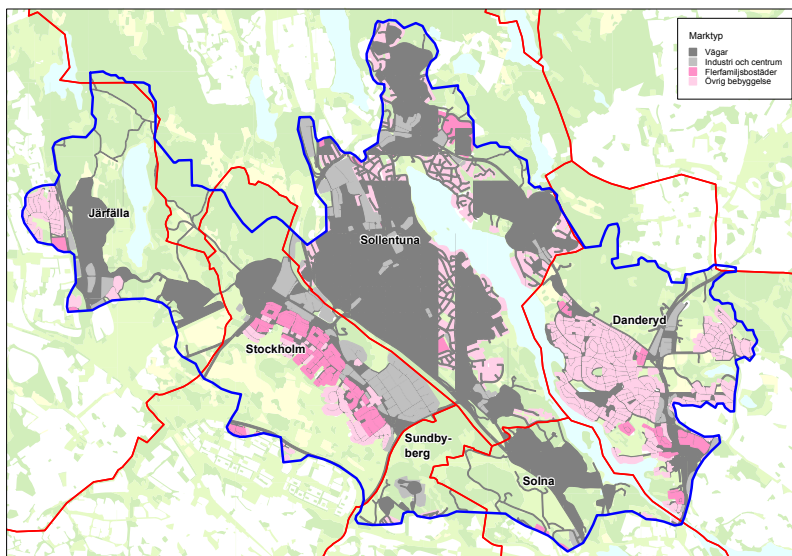 Marktyp
Vägar
Industri och centrum
Flerfamiljsbostäder
Övrig bebyggelse
Järfälla
Sollentuna
Danderyd
Stockholm
Sundby-
berg
Solna